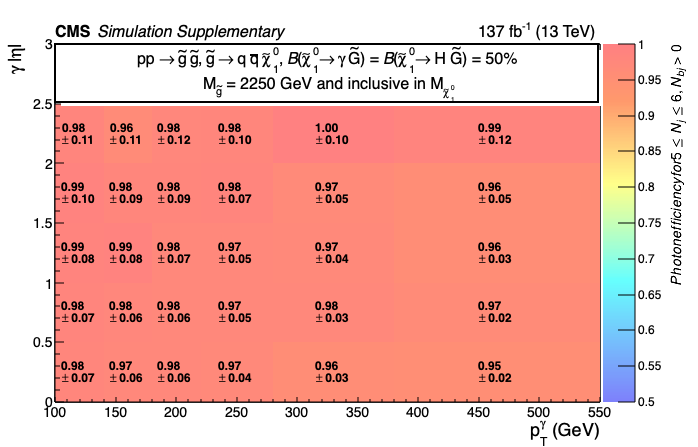 CMS Simulation Supplementary 137 fb⁻¹ (13 TeV)
pp → g̃ g̃, g̃ → q q̄ χ̃⁰₁, B(χ̃⁰₁ → γ G̃) = B(χ̃⁰₁ → H G̃) = 50%
M_g̃ = 2250 GeV and inclusive in M_χ̃⁰₁
γ |η|
3
2.5
2
1.5
1
0.5
0
0.98 0.96 0.98 0.98 1.00 0.99
±0.11 ±0.11 ±0.12 ±0.10 ±0.10 ±0.12
0.99 0.98 0.98 0.98 0.97 0.96
±0.10 ±0.09 ±0.09 ±0.07 ±0.05 ±0.05
0.99 0.99 0.98 0.97 0.97 0.96
±0.08 ±0.08 ±0.07 ±0.05 ±0.04 ±0.03
0.98 0.98 0.98 0.97 0.98 0.97
±0.07 ±0.06 ±0.06 ±0.05 ±0.03 ±0.02
0.98 0.97 0.98 0.97 0.96 0.95
±0.07 ±0.06 ±0.06 ±0.04 ±0.03 ±0.02
100 150 200 250 300 350 400 450 500 550
p_T^γ (GeV)
1
0.95
0.9
0.85
0.8
0.75
0.7
0.65
0.6
0.55
0.5
Photonefficiencyfor5 ≤ N_j ≤ 6, N_bj > 0